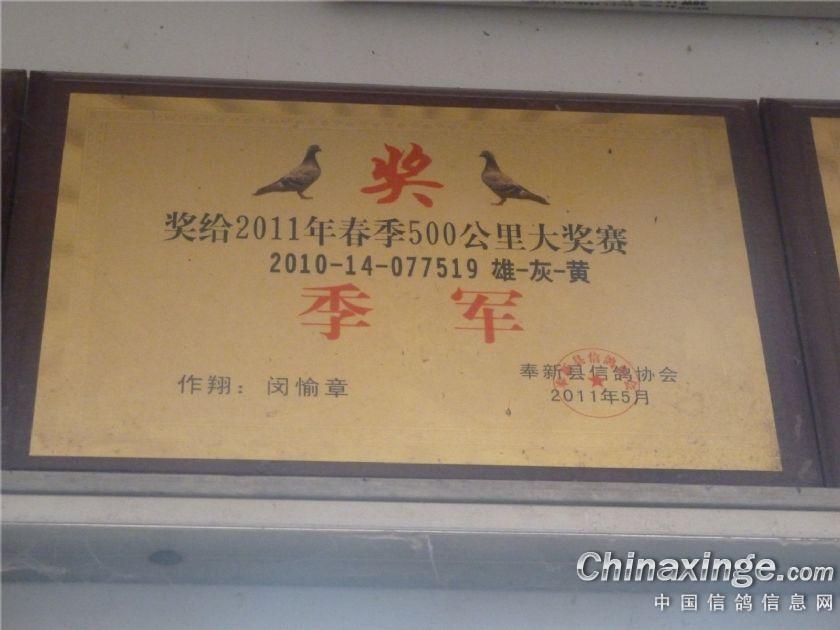 奖
奖给2011年春季500公里大奖赛
2010-14-077519 雄-灰-黄
季军
作翔：闵愉章
奉新县信鸽协会
2011年5月
Chinaxinge.com
中国信鸽信息网